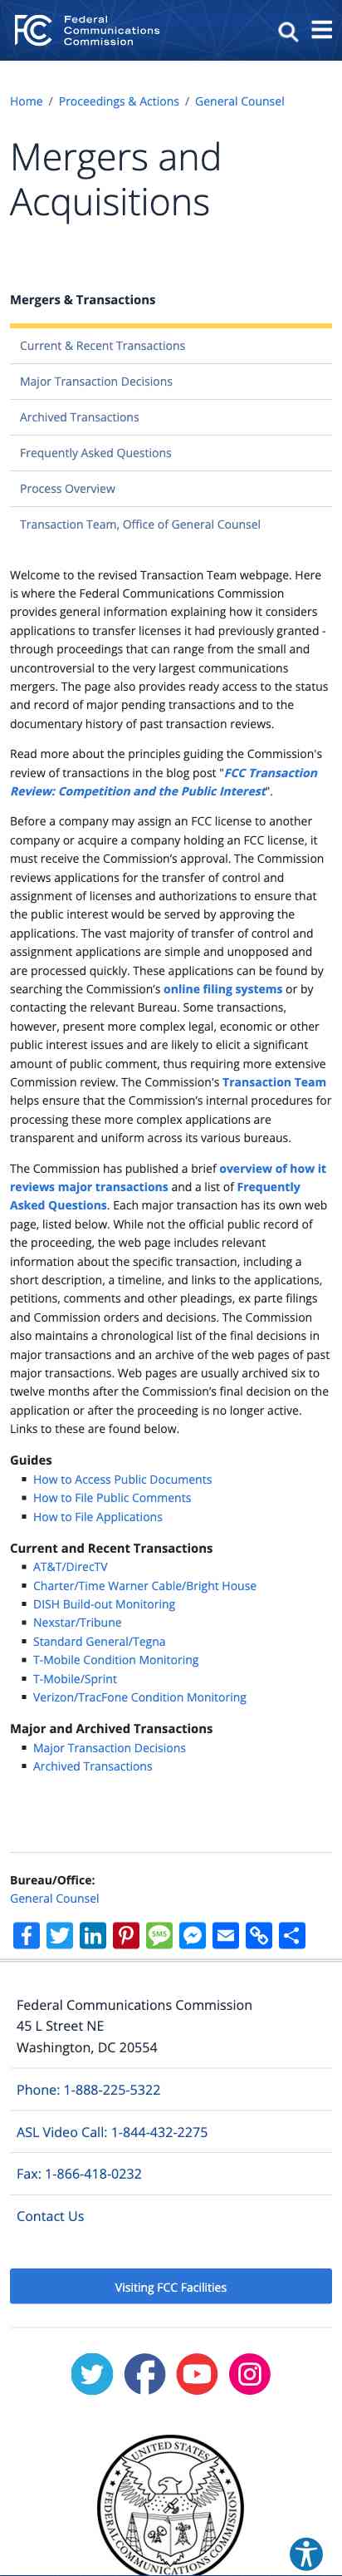 FCC Federal
Communications
Commission
Home / Proceedings & Actions / General Counsel
Mergers and
Acquisitions
Mergers & Transactions
Current & Recent Transactions
Major Transaction Decisions
Archived Transactions
Frequently Asked Questions
Process Overview
Transaction Team, Office of General Counsel
Welcome to the revised Transaction Team webpage. Here
is where the Federal Communications Commission
provides general information explaining how it considers
applications to transfer licenses it had previously granted -
through proceedings that can range from the small and
uncontroversial to the very largest communications
mergers. The page also provides ready access to the status
and record of major pending transactions and to the
documentary history of past transaction reviews.
Read more about the principles guiding the Commission's
review of transactions in the blog post "FCC Transaction
Review: Competition and the Public Interest".
Before a company may assign an FCC license to another
company or acquire a company holding an FCC license, it
must receive the Commission's approval. The Commission
reviews applications for the transfer of control and
assignment of licenses and authorizations to ensure that
the public interest would be served by approving the
applications. The vast majority of transfer of control and
assignment applications are simple and unopposed and
are processed quickly. These applications can be found by
searching the Commission's online filing systems or by
contacting the relevant Bureau. Some transactions,
however, present more complex legal, economic or other
public interest issues and are likely to elicit a significant
amount of public comment, thus requiring more extensive
Commission review. The Commission's Transaction Team
helps ensure that the Commission's internal procedures for
processing these more complex applications are
transparent and uniform across its various bureaus.
The Commission has published a brief overview of how it
reviews major transactions and a list of Frequently
Asked Questions. Each major transaction has its own web
page, listed below. While not the official public record of
the proceeding, the web page includes relevant
information about the specific transaction, including a
short description, a timeline, and links to the applications,
petitions, comments and other pleadings, ex parte filings
and Commission orders and decisions. The Commission
also maintains a chronological list of the final decisions in
major transactions and an archive of the web pages of past
major transactions. Web pages are usually archived six to
twelve months after the Commission's final decision on the
application or after the proceeding is no longer active.
Links to these are found below.
Guides
How to Access Public Documents
How to File Public Comments
How to File Applications
Current and Recent Transactions
AT&T/DirecTV
Charter/Time Warner Cable/Bright House
DISH Build-out Monitoring
Nexstar/Tribune
Standard General/Tegna
T-Mobile Condition Monitoring
T-Mobile/Sprint
Verizon/TracFone Condition Monitoring
Major and Archived Transactions
Major Transaction Decisions
Archived Transactions
Bureau/Office:
General Counsel
SMS
Federal Communications Commission
45 L Street NE
Washington, DC 20554
Phone: 1-888-225-5322
ASL Video Call: 1-844-432-2275
Fax: 1-866-418-0232
Contact Us
Visiting FCC Facilities
UNITED STATES
FEDERAL COMMUNICATIONS